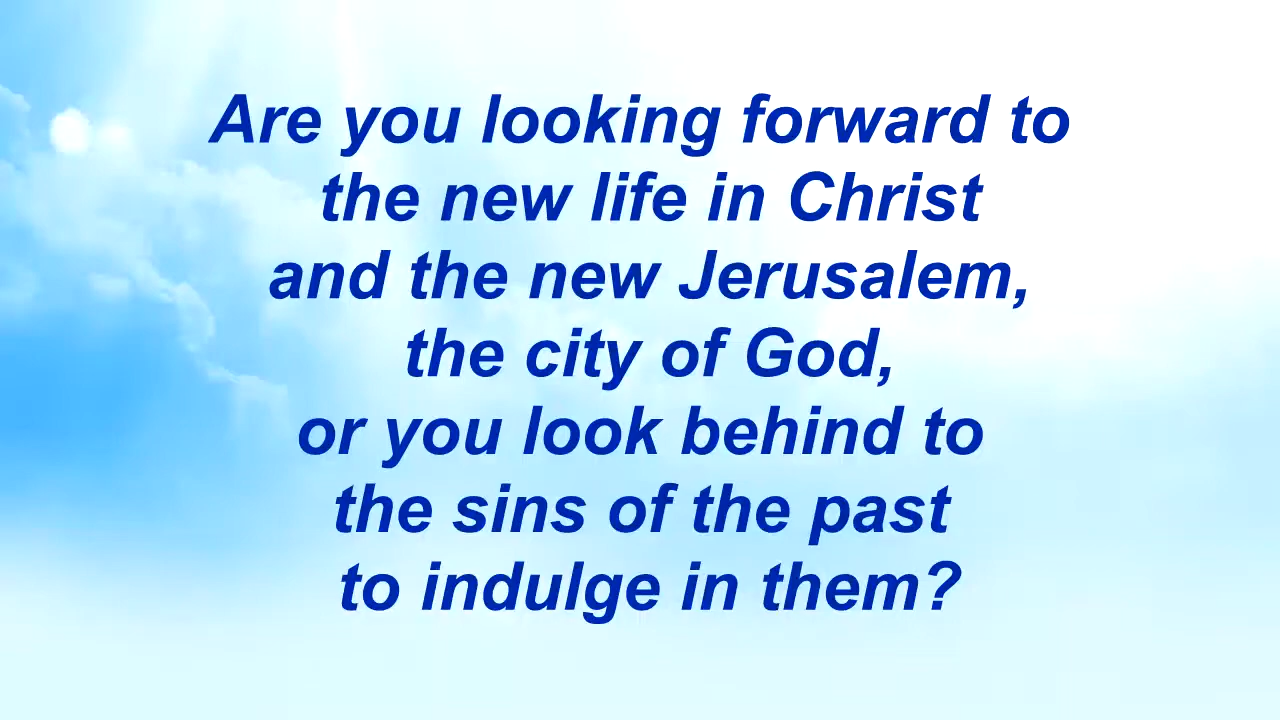 Are you looking forward to
the new life in Christ
and the new Jerusalem,
the city of God,
or you look behind to
the sins of the past
to indulge in them?